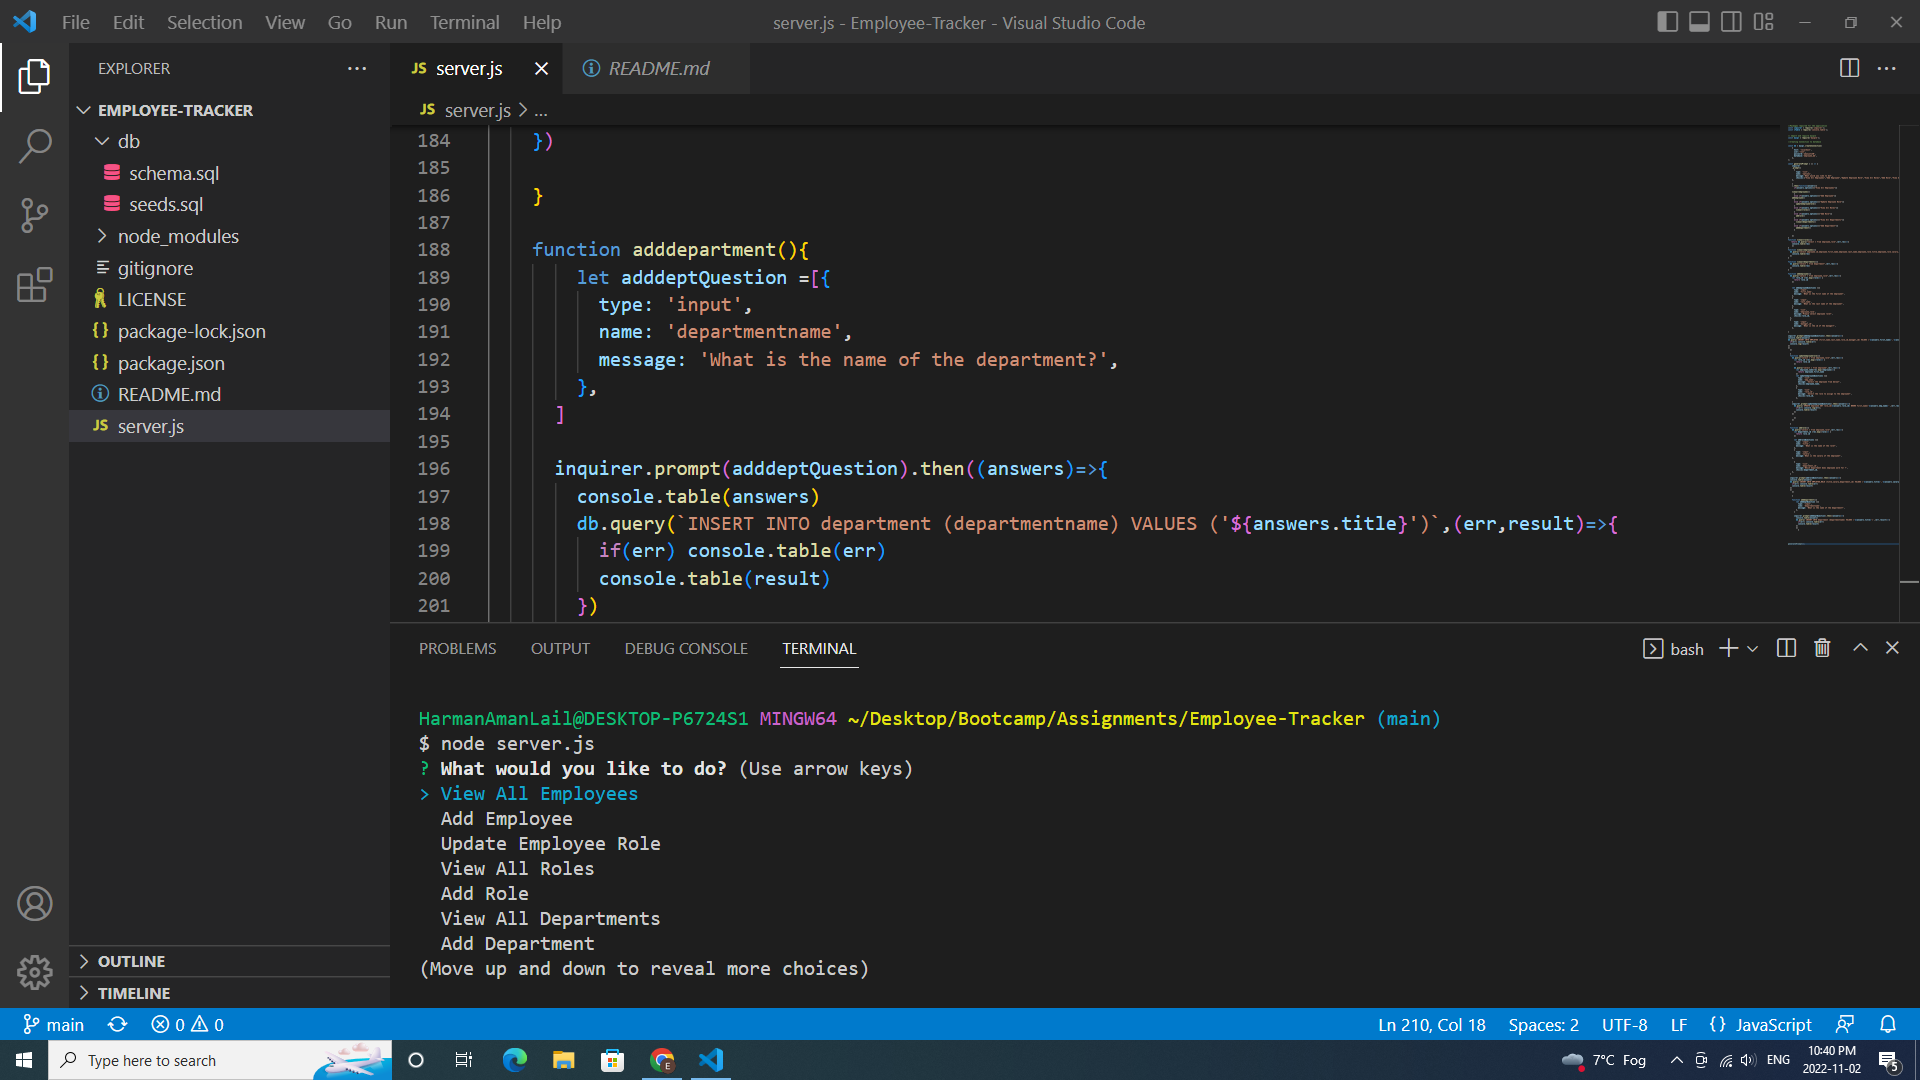 File Edit Selection View Go Run Terminal Help
server.js - Employee-Tracker - Visual Studio Code
EXPLORER
EMPLOYEE-TRACKER
db
schema.sql
seeds.sql
node_modules
gitignore
LICENSE
package-lock.json
package.json
README.md
JS server.js
OUTLINE
TIMELINE
JS server.js
README.md
JS server.js > ...
184 })
185
186 }
187
188 function adddepartment(){
189 let adddeptQuestion =[{
190 type: 'input',
191 name: 'departmentname',
192 message: 'What is the name of the department?',
193 },
194 ]
195
196 inquirer.prompt(adddeptQuestion).then((answers)=>{
197 console.table(answers)
198 db.query(`INSERT INTO department (departmentname) VALUES ('${answers.title}')`,(err,result)=>{
199 if(err) console.table(err)
200 console.table(result)
201 })
PROBLEMS OUTPUT DEBUG CONSOLE TERMINAL
bash
HarmanAmanLail@DESKTOP-P6724S1 MINGW64 ~/Desktop/Bootcamp/Assignments/Employee-Tracker (main)
$ node server.js
? What would you like to do? (Use arrow keys)
> View All Employees
Add Employee
Update Employee Role
View All Roles
Add Role
View All Departments
Add Department
(Move up and down to reveal more choices)
main 0 0
Ln 210, Col 18 Spaces: 2 UTF-8 LF {} JavaScript
Type here to search
E
7°C Fog
ENG
10:40 PM
2022-11-02
5